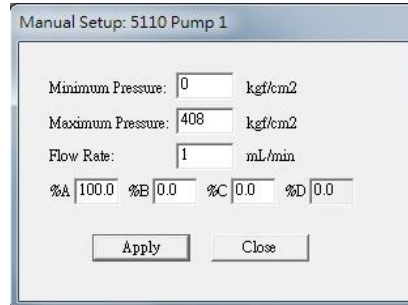 Manual Setup: 5110 Pump 1
Minimum Pressure: 0 kgf/cm2
Maximum Pressure: 408 kgf/cm2
Flow Rate: 1 mL/min
%A 100.0 %B 0.0 %C 0.0 %D 0.0
Apply Close